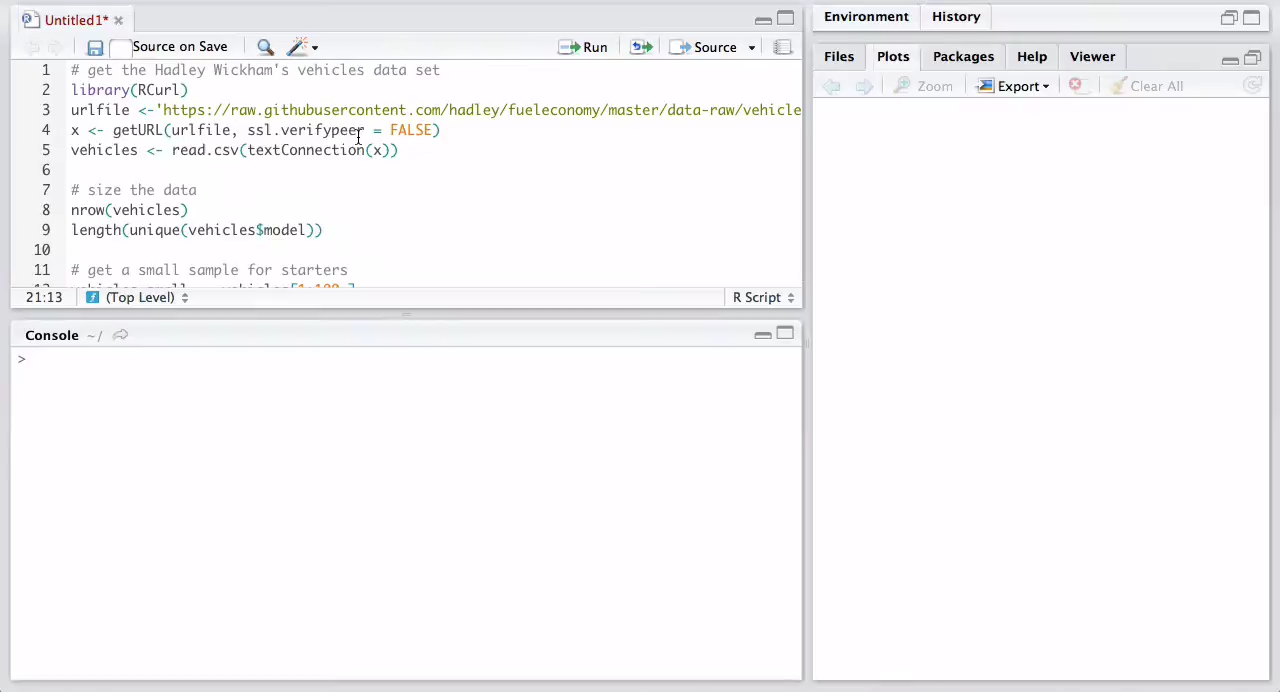 Untitled1*
Source on Save
Run
Source
1 # get the Hadley Wickham's vehicles data set
2 library(RCurl)
3 urlfile <-'https://raw.githubusercontent.com/hadley/fueleconomy/master/data-raw/vehicle
4 x <- getURL(urlfile, ssl.verifypeer = FALSE)
5 vehicles <- read.csv(textConnection(x))
6
7 # size the data
8 nrow(vehicles)
9 length(unique(vehicles$model))
10
11 # get a small sample for starters
21:13 (Top Level) R Script
Console ~/
>
Environment History
Files Plots Packages Help Viewer
Zoom Export Clear All